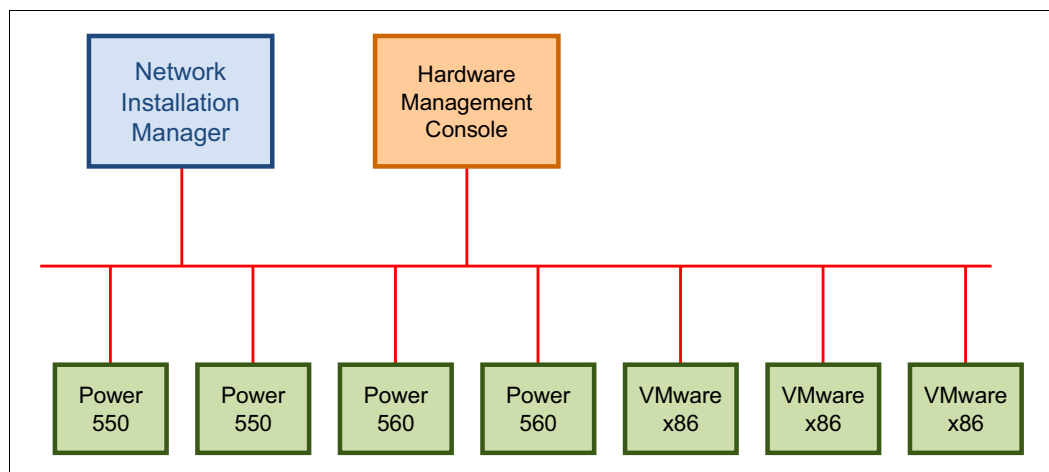 Network
Installation
Manager
Hardware
Management
Console
Power
550
Power
550
Power
560
Power
560
VMware
x86
VMware
x86
VMware
x86